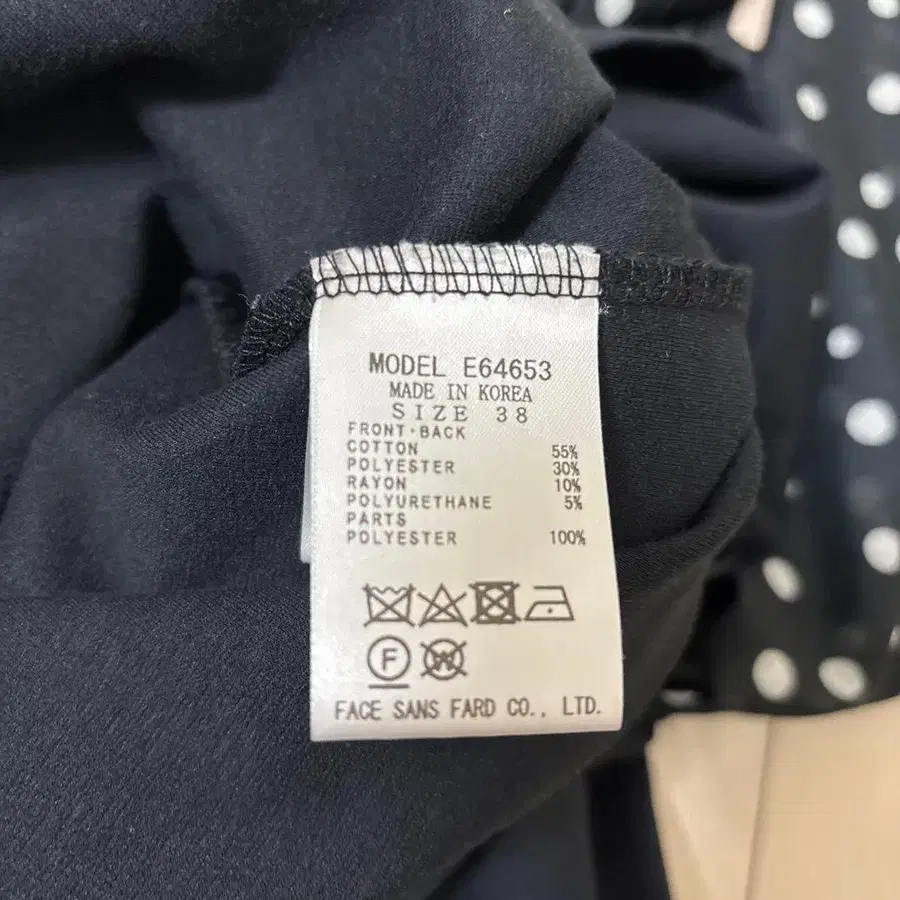 MODEL E64653
MADE IN KOREA
SIZE 38
FRONT・BACK
COTTON 55%
POLYESTER 30%
RAYON 10%
POLYURETHANE 5%
PARTS
POLYESTER 100%
F W
FACE SANS FARD CO., LTD.